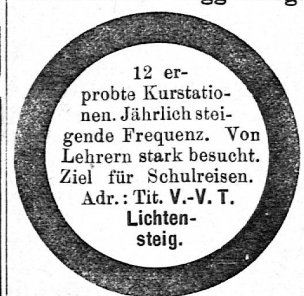 12 er-
probte Kurstatio-
nen. Jährlich stei-
gende Frequenz. Von
Lehrern stark besucht.
Ziel für Schulreisen.
Adr.: Tit. V.-V. T.
Lichten-
steig.